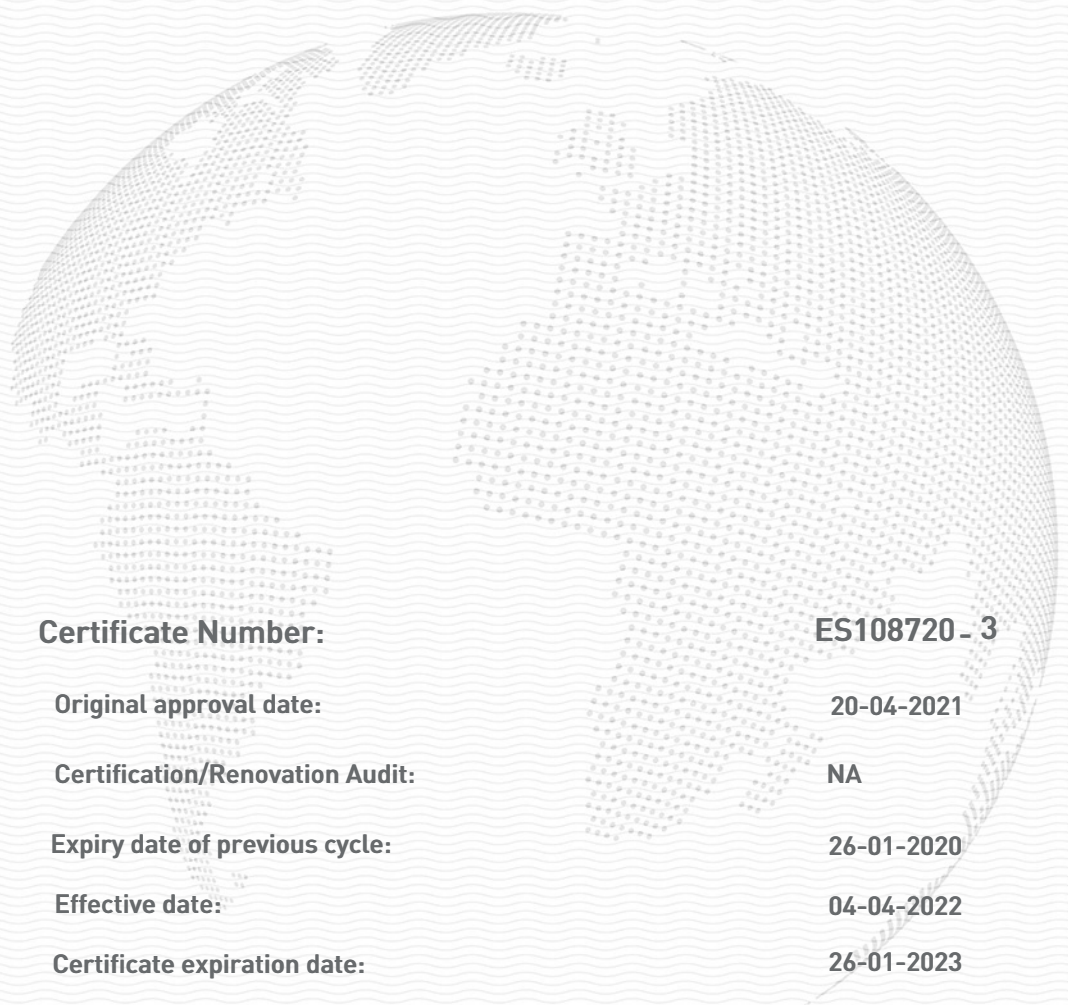 Certificate Number: ES108720 - 3
Original approval date: 20-04-2021
Certification/Renovation Audit: NA
Expiry date of previous cycle: 26-01-2020
Effective date: 04-04-2022
Certificate expiration date: 26-01-2023